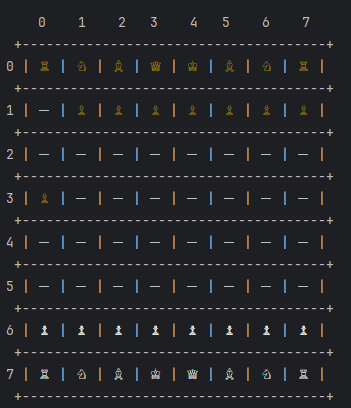 0 1 2 3 4 5 6 7
+---------------------------------------+
0 | ♖ | ♘ | ♗ | ♕ | ♔ | ♗ | ♘ | ♖ |
+---------------------------------------+
1 | — | ♙ | ♙ | ♙ | ♙ | ♙ | ♙ | ♙ |
+---------------------------------------+
2 | — | — | — | — | — | — | — | — |
+---------------------------------------+
3 | ♙ | — | — | — | — | — | — | — |
+---------------------------------------+
4 | — | — | — | — | — | — | — | — |
+---------------------------------------+
5 | — | — | — | — | — | — | — | — |
+---------------------------------------+
6 | ♟ | ♟ | ♟ | ♟ | ♟ | ♟ | ♟ | ♟ |
+---------------------------------------+
7 | ♖ | ♘ | ♗ | ♔ | ♕ | ♗ | ♘ | ♖ |
+---------------------------------------+